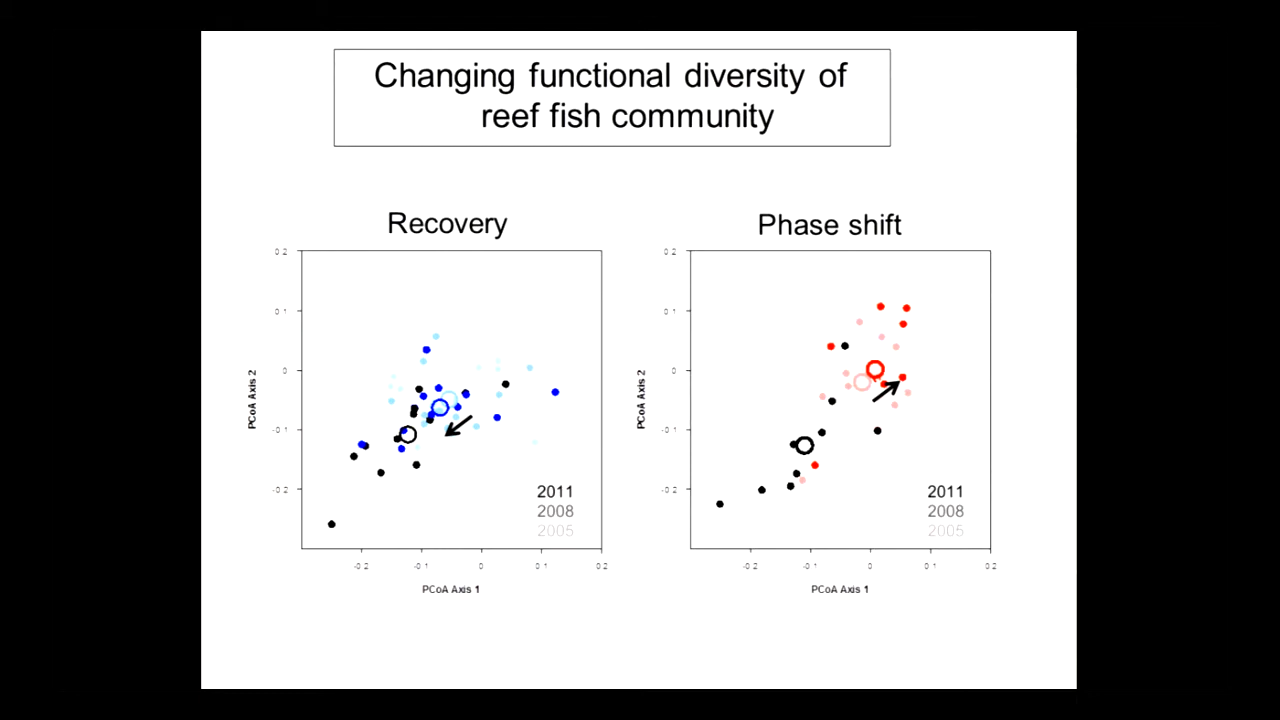 Changing functional diversity of
reef fish community
Recovery
0.2
0.1
0
-0.1
-0.2
PCoA Axis 2
2011
2008
2005
-0.2 -0.1 0 0.1 0.2
PCoA Axis 1
Phase shift
0.2
0.1
0
-0.1
-0.2
PCoA Axis 2
2011
2008
2005
-0.2 -0.1 0 0.1 0.2
PCoA Axis 1